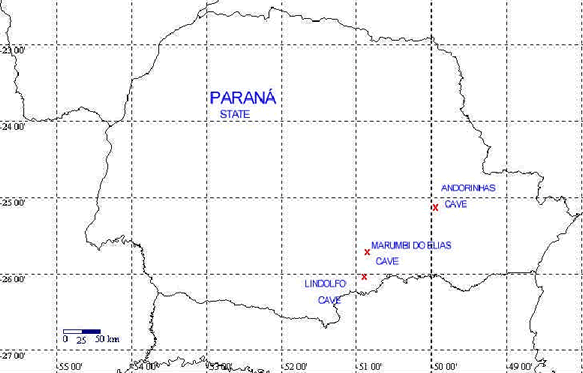 -23 00'
PARANÁ
STATE
-24 00'
ANDORINHAS
CAVE
-25 00'
MARUMBI DO ELIAS
CAVE
-26 00'
LINDOLFO
CAVE
0 25 50 km
-27 00'
-55 00' -54 00' -53 00' -52 00' -51 00' -50 00' -49 00'